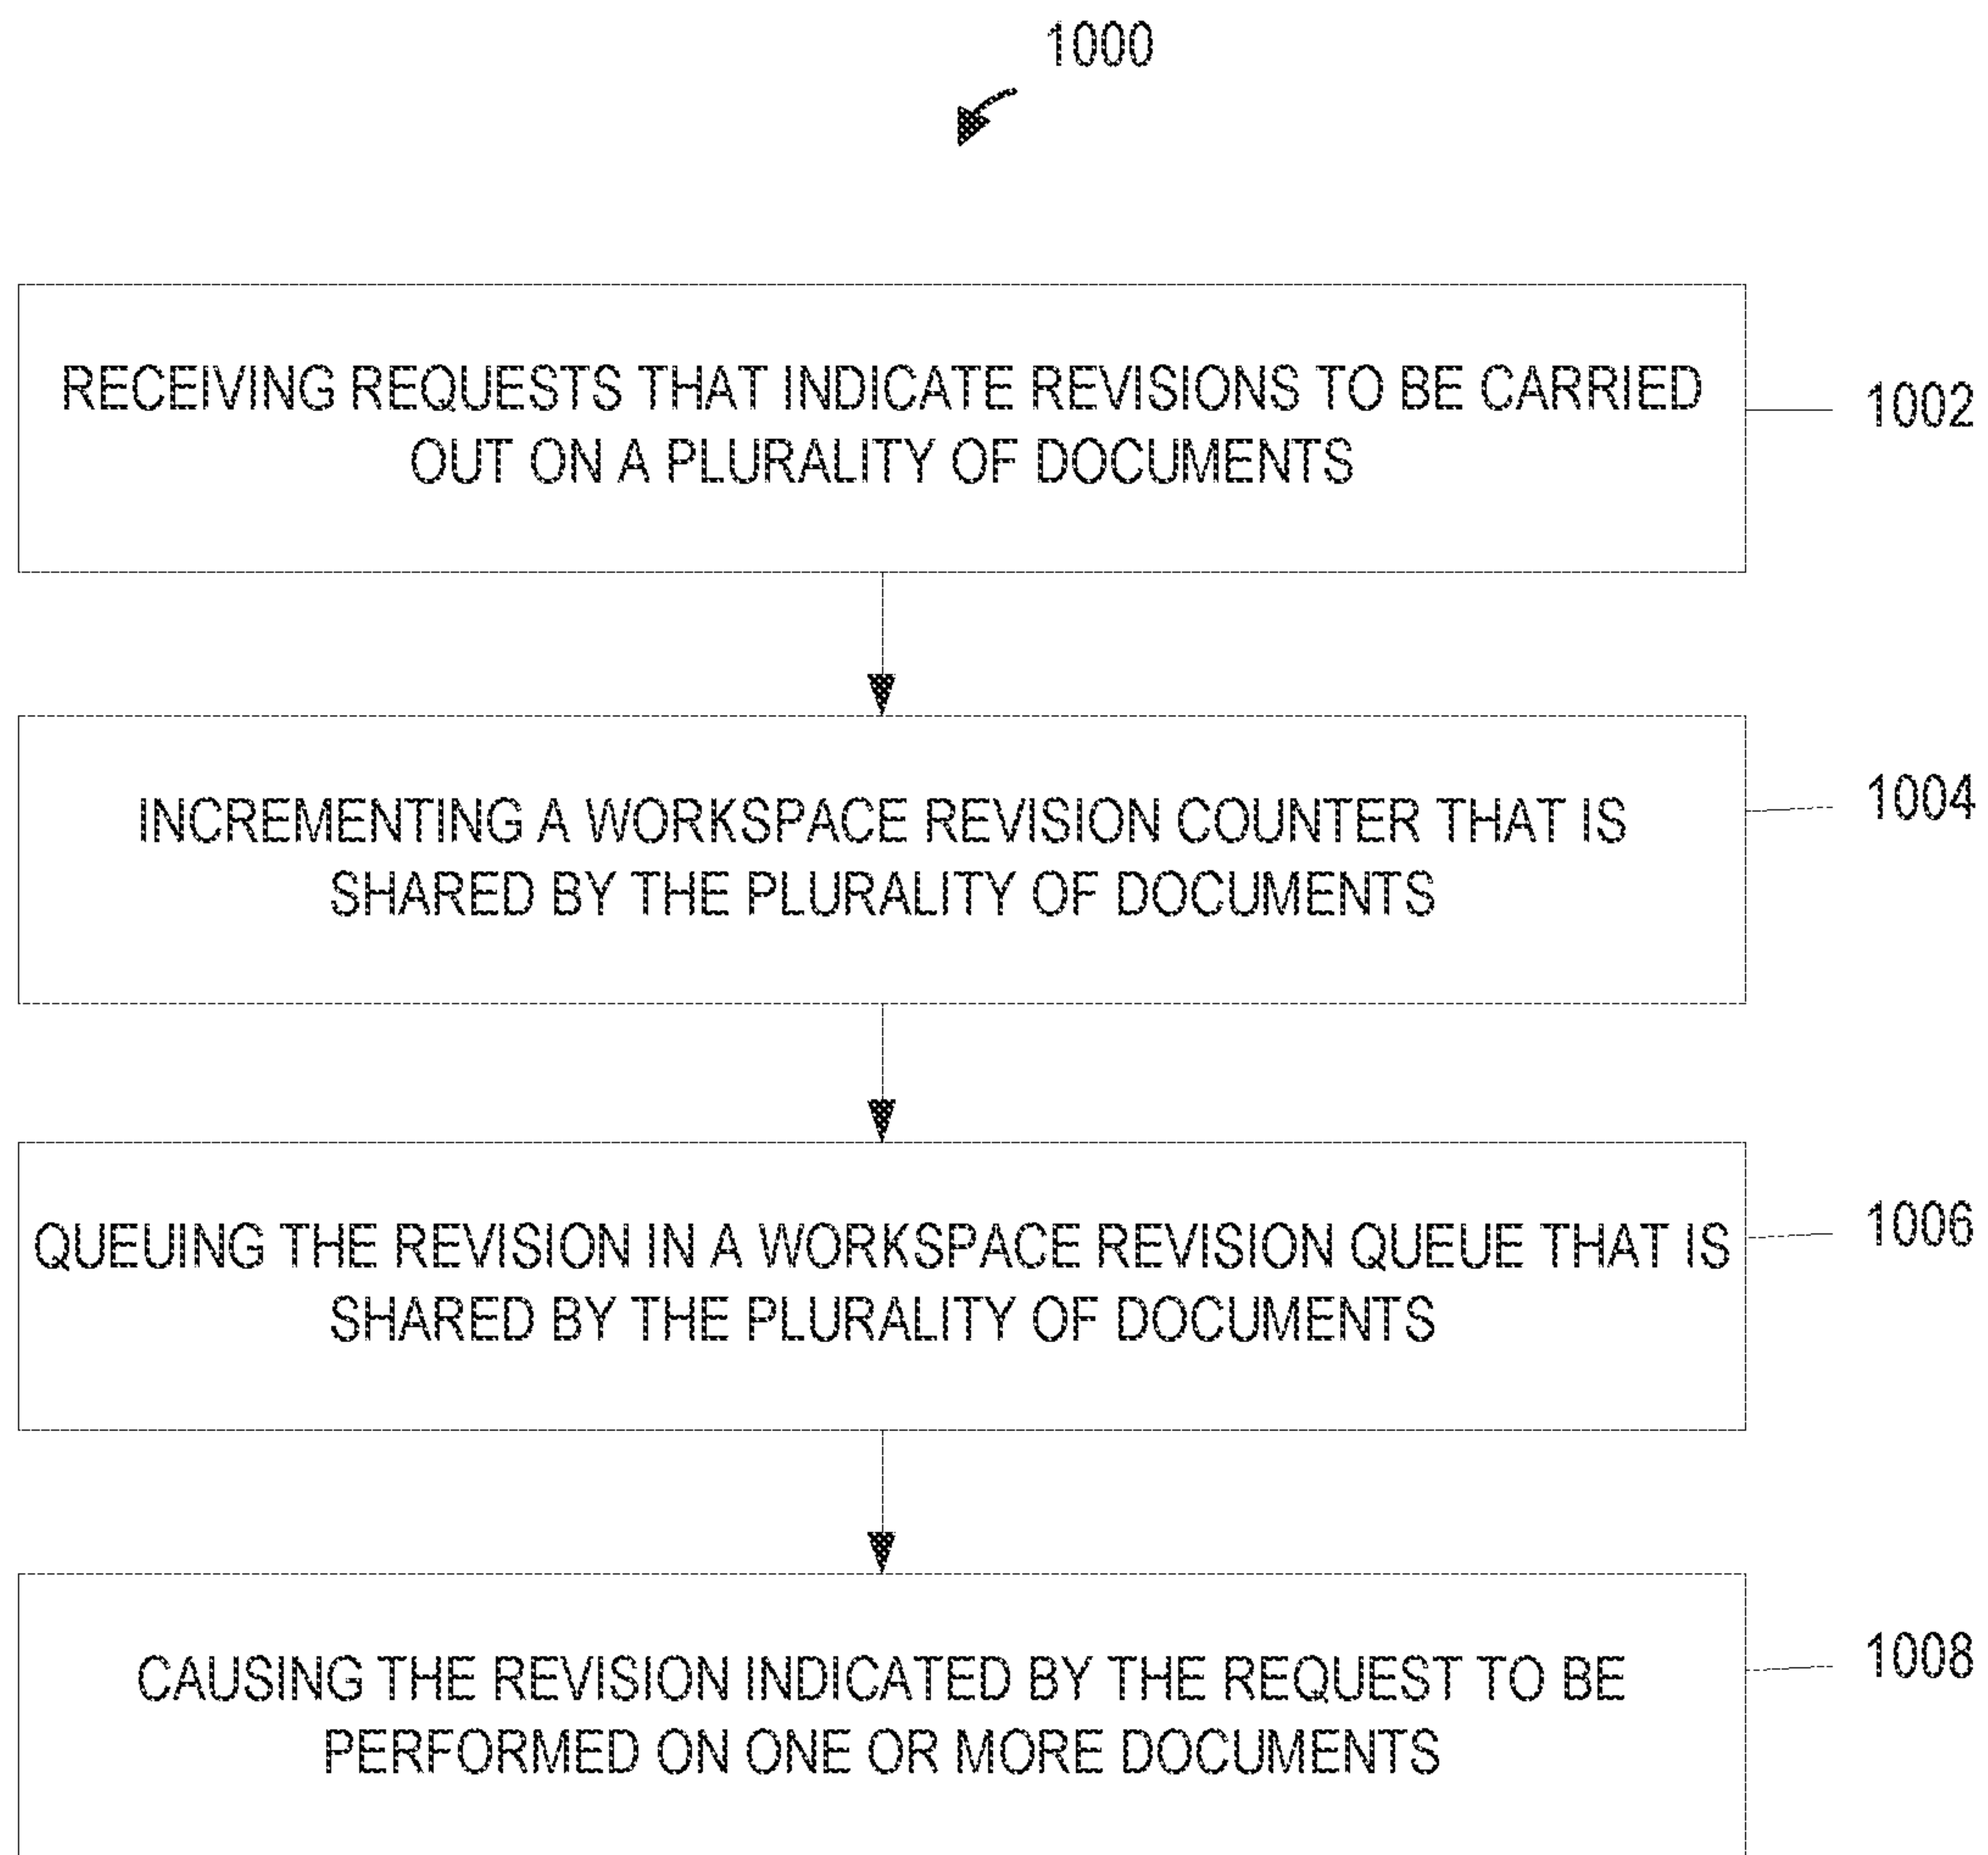 1000
RECEIVING REQUESTS THAT INDICATE REVISIONS TO BE CARRIED
OUT ON A PLURALITY OF DOCUMENTS
1002
INCREMENTING A WORKSPACE REVISION COUNTER THAT IS
SHARED BY THE PLURALITY OF DOCUMENTS
1004
QUEUING THE REVISION IN A WORKSPACE REVISION QUEUE THAT IS
SHARED BY THE PLURALITY OF DOCUMENTS
1006
CAUSING THE REVISION INDICATED BY THE REQUEST TO BE
PERFORMED ON ONE OR MORE DOCUMENTS
1008